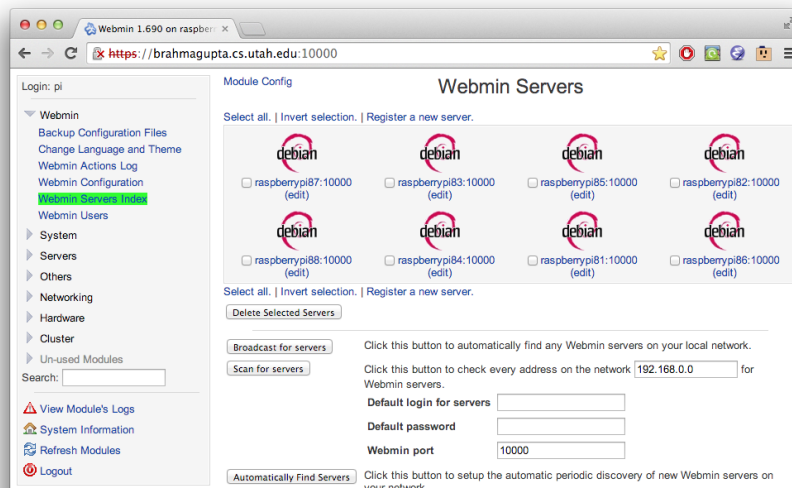 Webmin 1.690 on raspberr
https://brahmagupta.cs.utah.edu:10000
Login: pi
Webmin
Backup Configuration Files
Change Language and Theme
Webmin Actions Log
Webmin Configuration
Webmin Servers Index
Webmin Users
System
Servers
Others
Networking
Hardware
Cluster
Un-used Modules
Search:
View Module's Logs
System Information
Refresh Modules
Logout
Module Config
Webmin Servers
Select all. | Invert selection. | Register a new server.
debian debian debian debian
raspberrypi87:10000 raspberrypi83:10000 raspberrypi85:10000 raspberrypi82:10000
(edit) (edit) (edit) (edit)
debian debian debian debian
raspberrypi88:10000 raspberrypi84:10000 raspberrypi81:10000 raspberrypi86:10000
(edit) (edit) (edit) (edit)
Select all. | Invert selection. | Register a new server.
Delete Selected Servers
Broadcast for servers Click this button to automatically find any Webmin servers on your local network.
Scan for servers Click this button to check every address on the network 192.168.0.0 for
Webmin servers.
Default login for servers
Default password
Webmin port 10000
Automatically Find Servers Click this button to setup the automatic periodic discovery of new Webmin servers on
your network